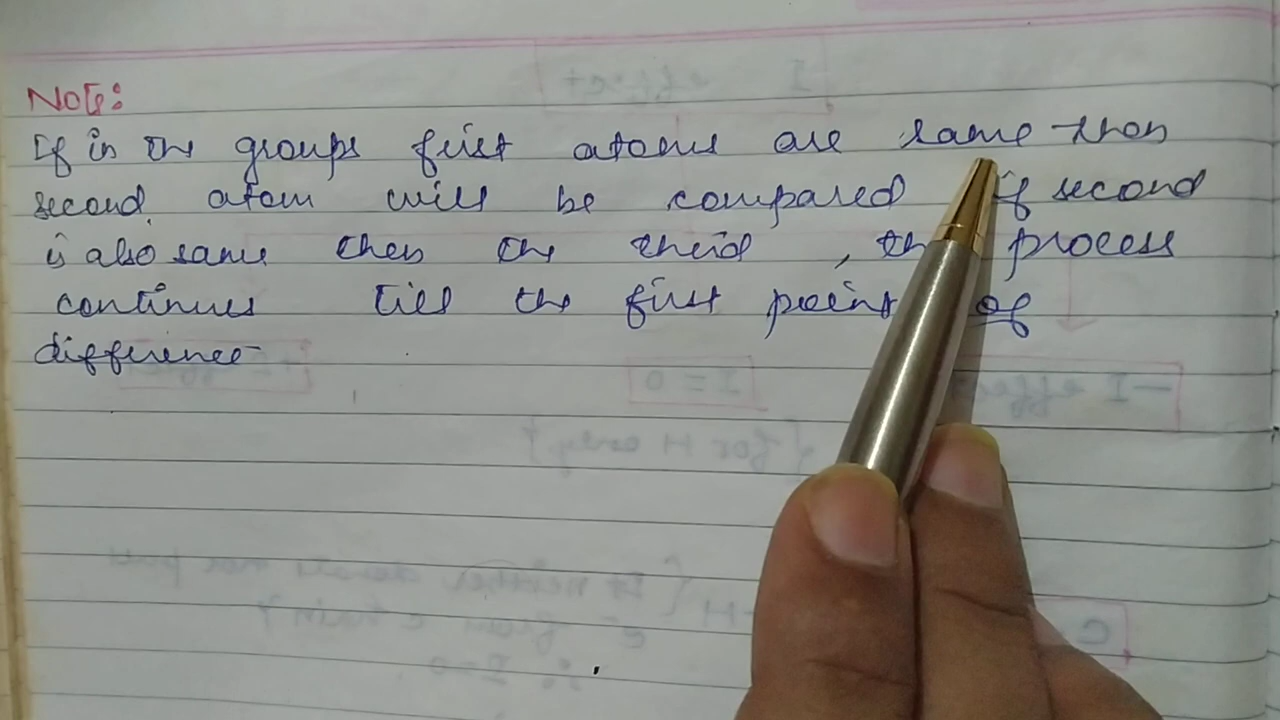 NOTE:
If in the groups first atoms are same then
second atom will be compared if second
is also same then the third, the process
continues till the first point of
difference